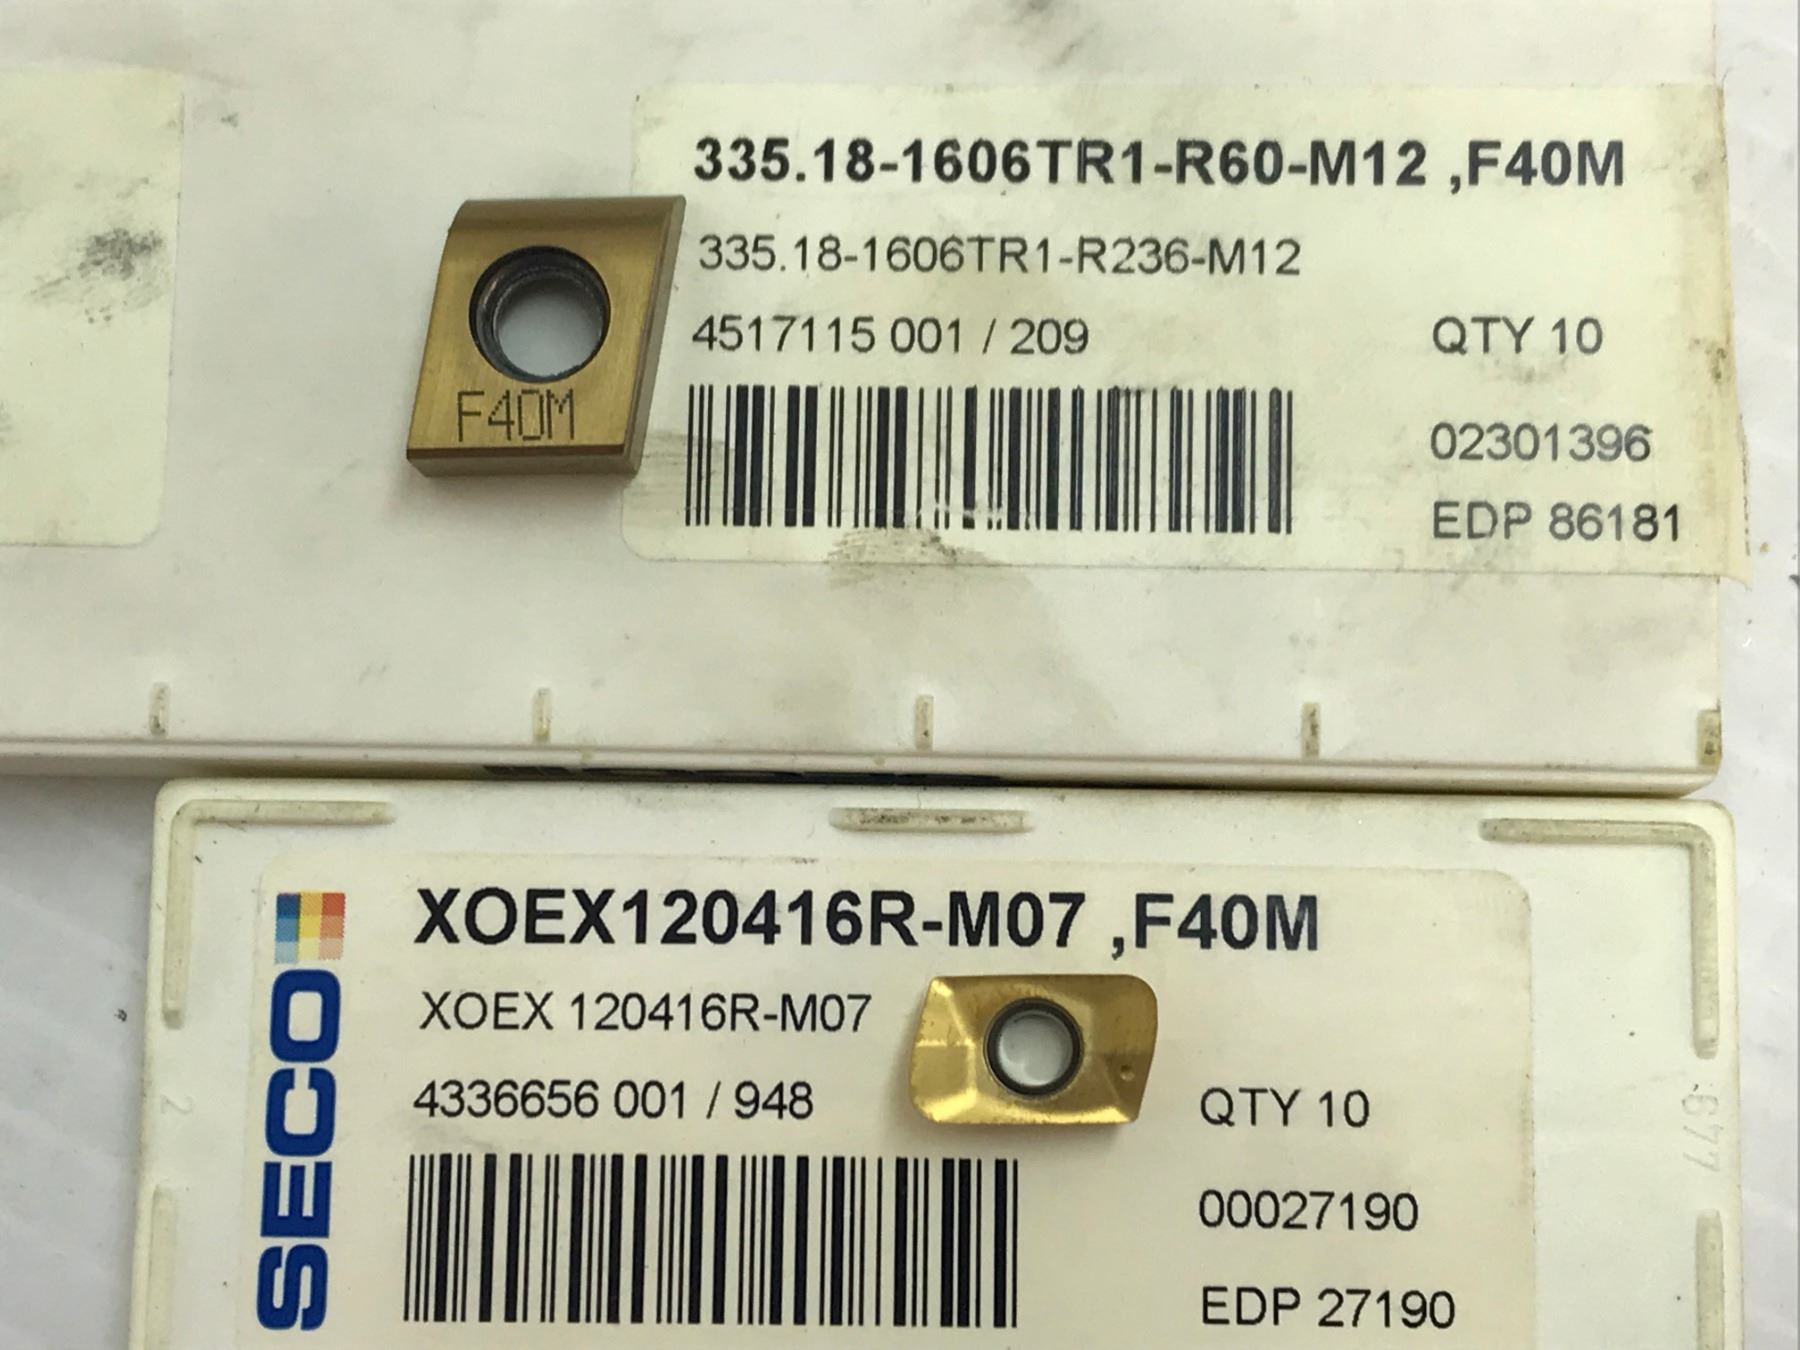 335.18-1606TR1-R60-M12 ,F40M
335.18-1606TR1-R236-M12
4517115 001 / 209
QTY 10
02301396
EDP 86181
F40M
SECO
XOEX120416R-M07 ,F40M
XOEX 120416R-M07
4336656 001 / 948
QTY 10
00027190
EDP 27190
2